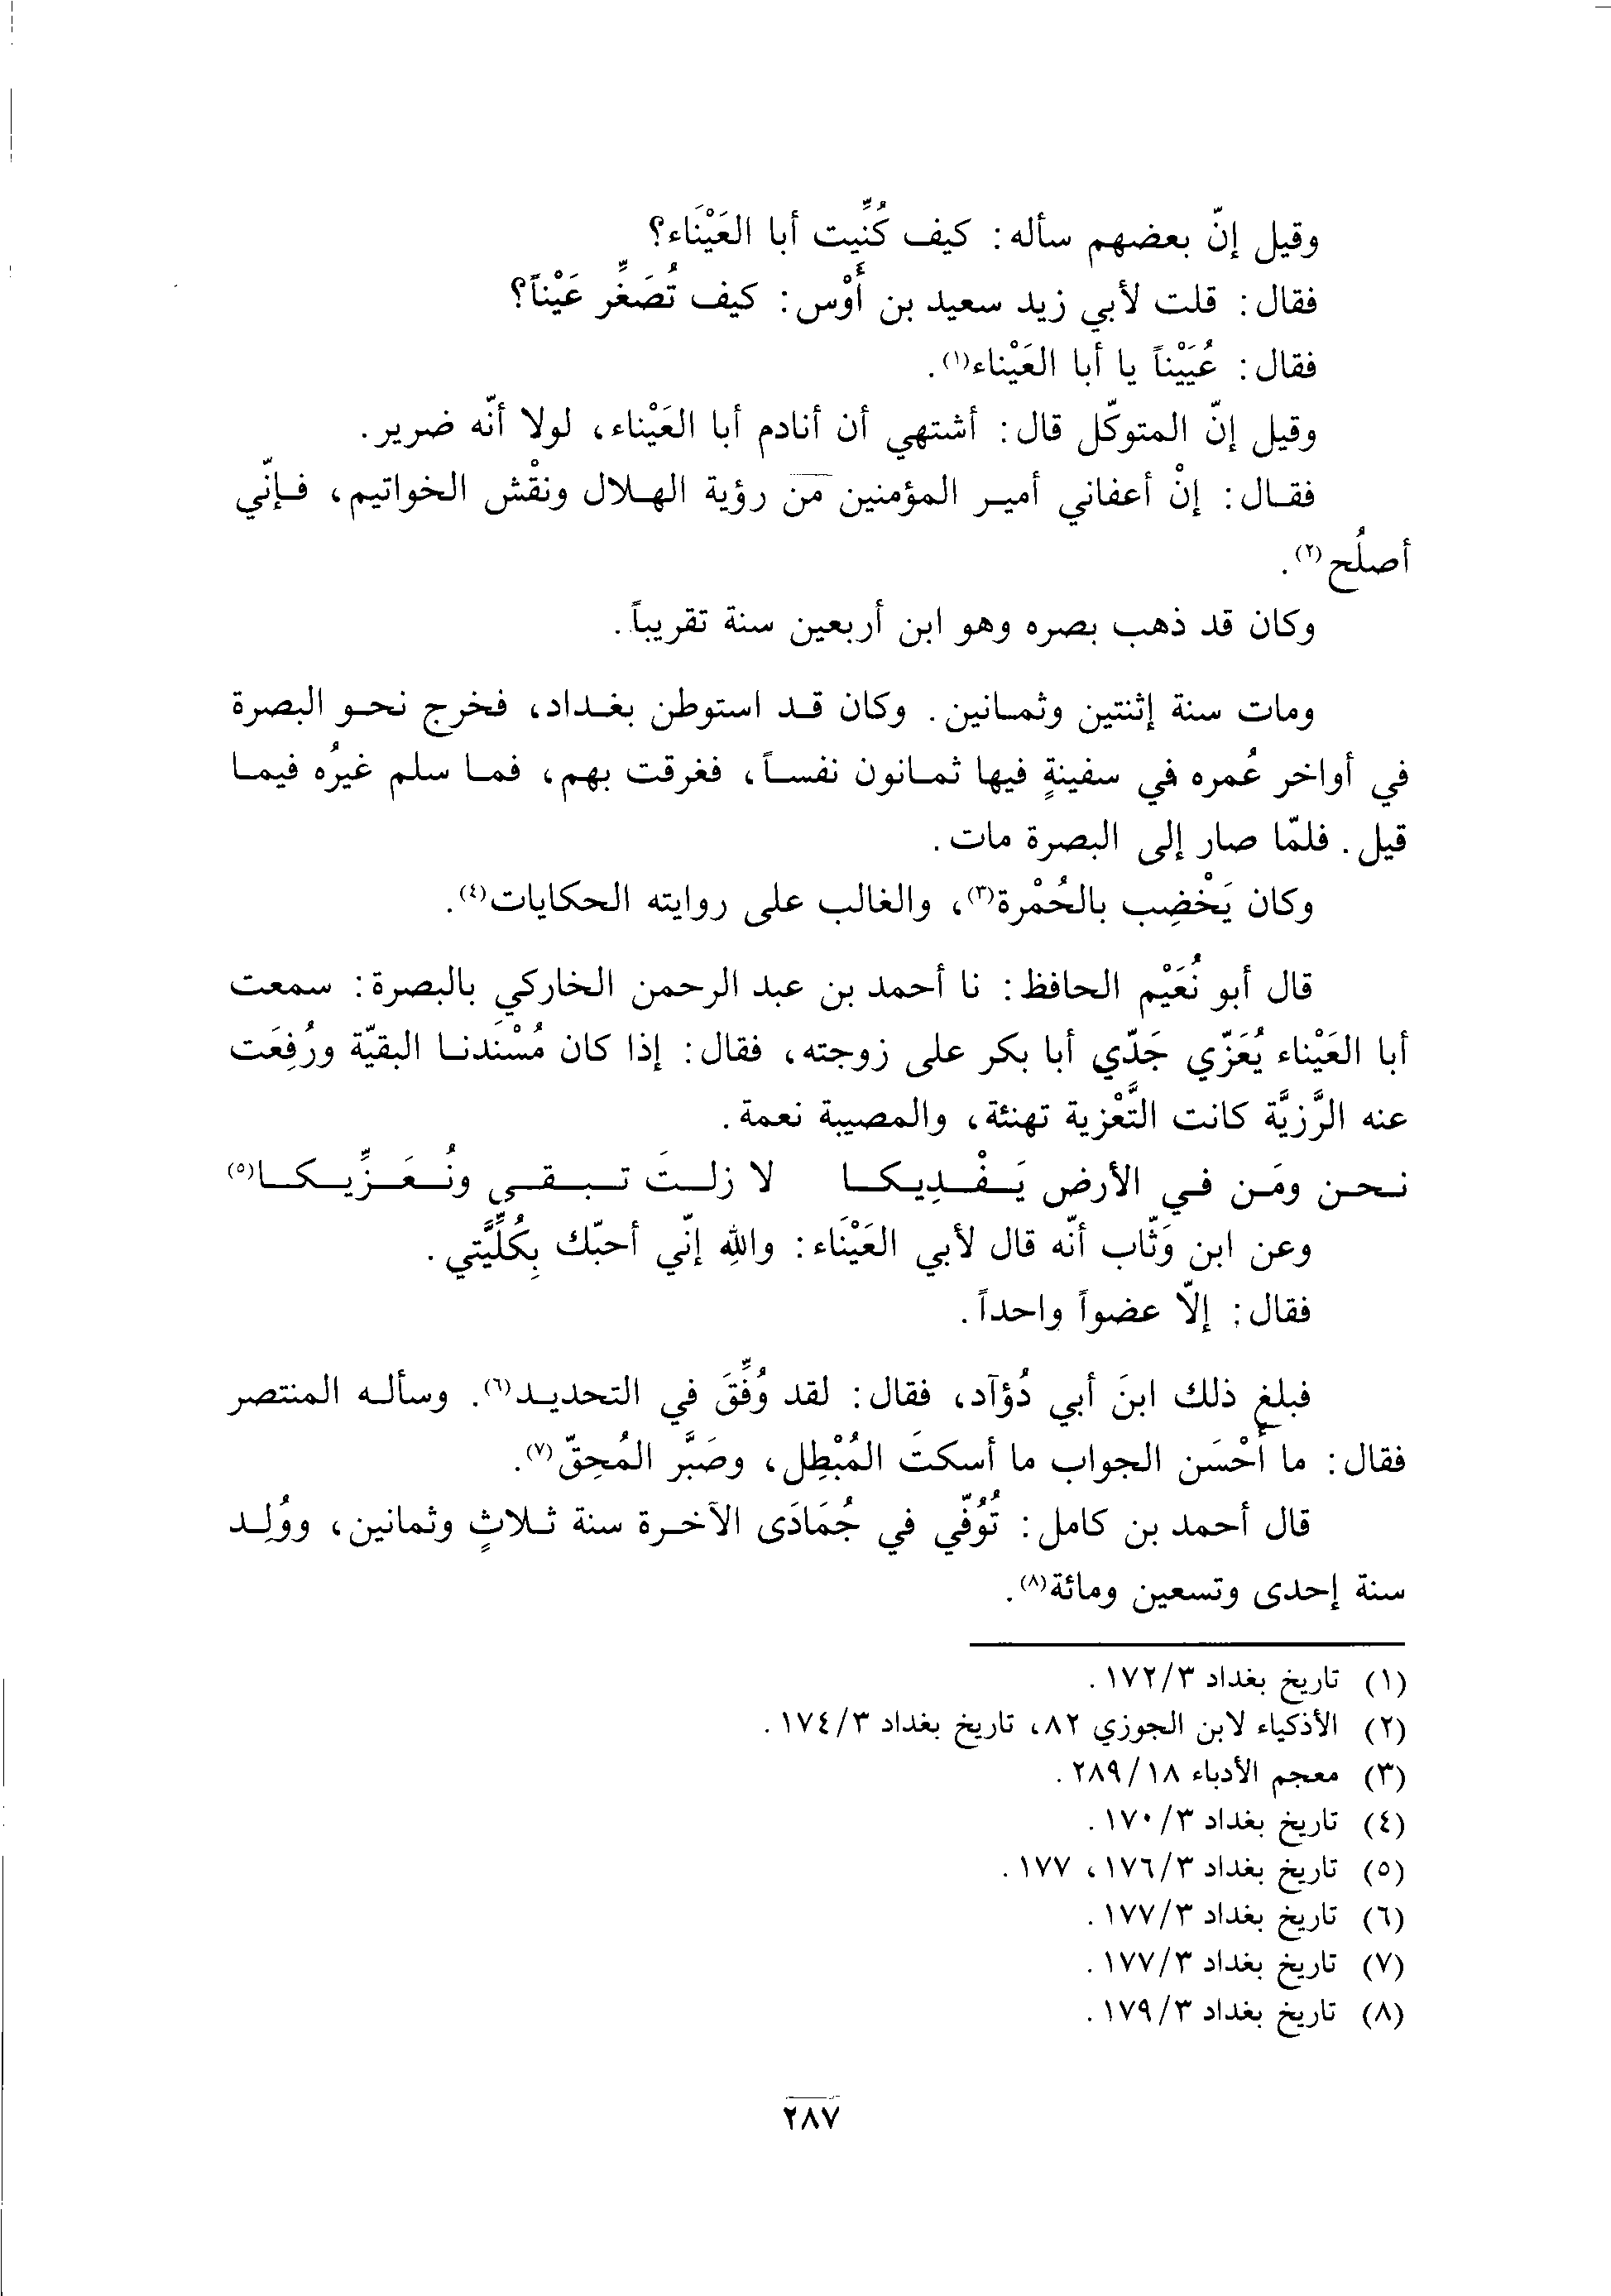 وقيل إنّ بعضهم سأله: كيف كُنِّيت أبا العَيْنَاء؟
فقال: قلت لأبي زيد سعيد بن أَوْس: كيف تُصَغِّر عَيْناً؟
فقال: عُيَيْناً يا أبا العَيْناء(١).
وقيل إنّ المتوكّل قال: أشتهي أن أنادم أبا العَيْناء، لولا أنّه ضرير.
فقال: إنْ أعفاني أمير المؤمنين من رؤية الهلال ونقْش الخواتيم، فإنّي
أصلُح(٢).
وكان قد ذهب بصره وهو ابن أربعين سنة تقريباً.
ومات سنة إثنتين وثمانين. وكان قد استوطن بغداد، فخرج نحو البصرة
في أواخر عُمره في سفينةٍ فيها ثمانون نفساً، فغرقت بهم، فما سلم غيرُه فيما
قيل. فلمّا صار إلى البصرة مات.
وكان يَخْضِب بالحُمْرة(٣)، والغالب على روايته الحكايات(٤).
قال أبو نُعَيْم الحافظ: نا أحمد بن عبد الرحمن الخاركي بالبصرة: سمعت
أبا العَيْناء يُعَزّي جَدّي أبا بكر على زوجته، فقال: إذا كان مُسْنَدنا البقيّة ورُفِعَت
عنه الرَّزيَّة كانت التَّعْزية تهنئة، والمصيبة نعمة.
نحن ومَن في الأرض يَفْدِيكا لا زلتَ تبقى ونُعَزِّيكا(٥)
وعن ابن وَثّاب أنّه قال لأبي العَيْنَاء: واللهِ إنّي أحبّك بِكُلِّيَّتي.
فقال: إلّا عضواً واحداً.
فبلغ ذلك ابنَ أبي دُؤآد، فقال: لقد وُفِّقَ في التحديد(٦). وسأله المنتصر
فقال: ما أَحْسَن الجواب ما أسكتَ المُبْطِل، وصَبَّر المُحِقّ(٧).
قال أحمد بن كامل: تُوُفّي في جُمَادَى الآخرة سنة ثلاثٍ وثمانين، ووُلِد
سنة إحدى وتسعين ومائة(٨).
(١) تاريخ بغداد ٣/١٧٢.
(٢) الأذكياء لابن الجوزي ٨٢، تاريخ بغداد ٣/١٧٤.
(٣) معجم الأدباء ١٨/٢٨٩.
(٤) تاريخ بغداد ٣/١٧٠.
(٥) تاريخ بغداد ٣/١٧٦، ١٧٧.
(٦) تاريخ بغداد ٣/١٧٧.
(٧) تاريخ بغداد ٣/١٧٧.
(٨) تاريخ بغداد ٣/١٧٩.
٢٨٧